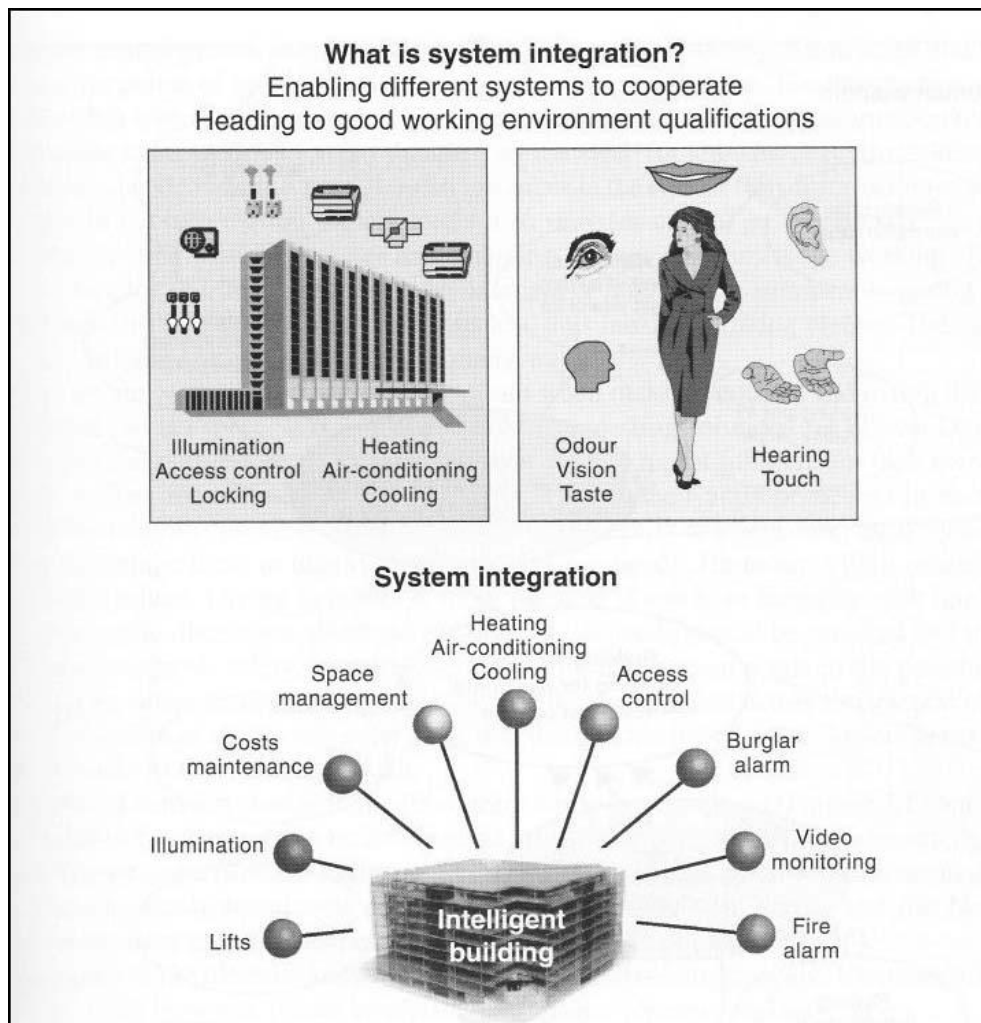 What is system integration?
Enabling different systems to cooperate
Heading to good working environment qualifications
Illumination
Access control
Locking
Heating
Air-conditioning
Cooling
Odour
Vision
Taste
Hearing
Touch
System integration
Heating
Air-conditioning
Cooling
Space
management
Access
control
Costs
maintenance
Burglar
alarm
Illumination
Video
monitoring
Lifts
Intelligent
building
Fire
alarm